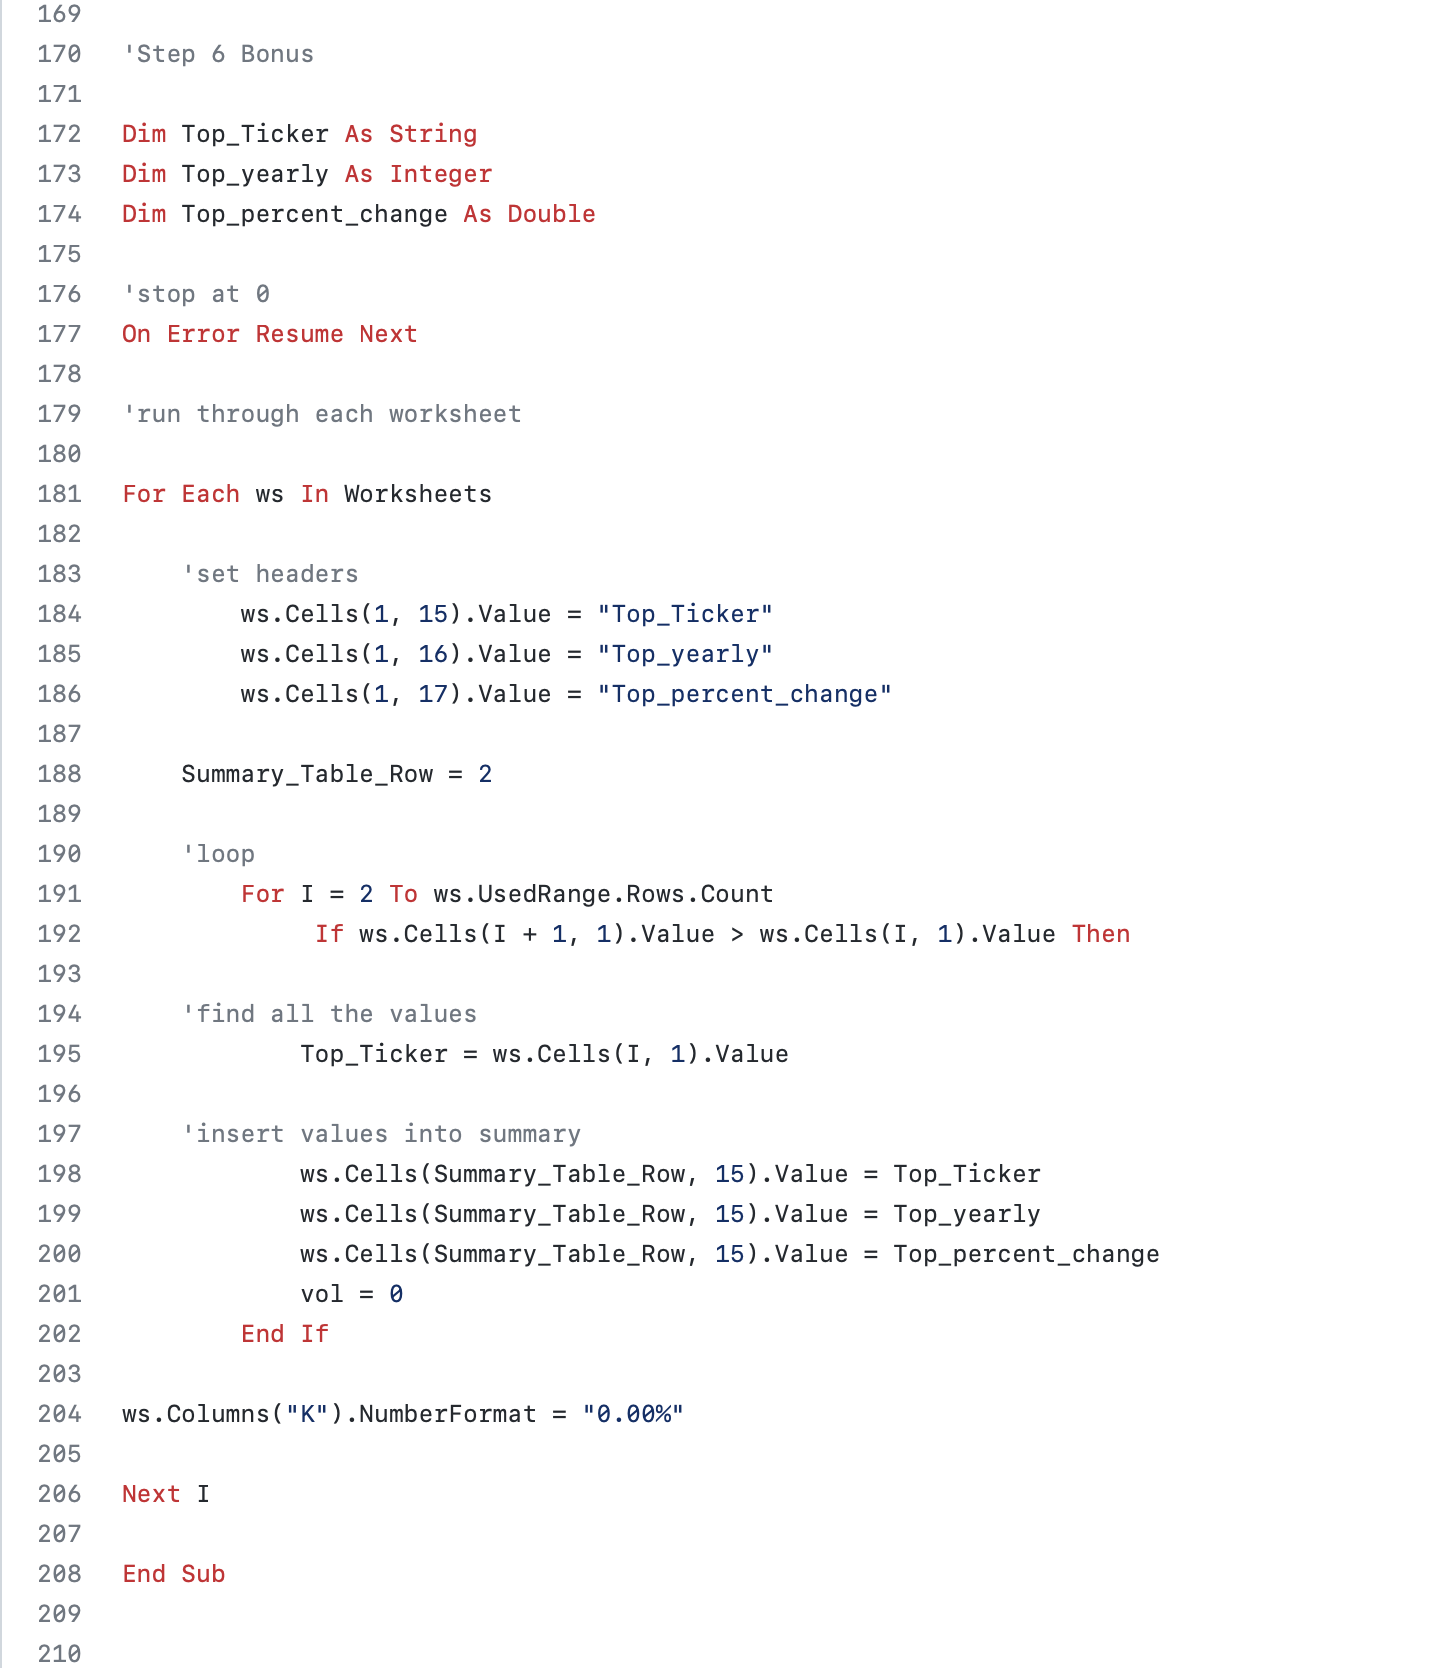 169
170 'Step 6 Bonus
171
172 Dim Top_Ticker As String
173 Dim Top_yearly As Integer
174 Dim Top_percent_change As Double
175
176 'stop at 0
177 On Error Resume Next
178
179 'run through each worksheet
180
181 For Each ws In Worksheets
182
183     'set headers
184         ws.Cells(1, 15).Value = "Top_Ticker"
185         ws.Cells(1, 16).Value = "Top_yearly"
186         ws.Cells(1, 17).Value = "Top_percent_change"
187
188     Summary_Table_Row = 2
189
190     'loop
191         For I = 2 To ws.UsedRange.Rows.Count
192              If ws.Cells(I + 1, 1).Value > ws.Cells(I, 1).Value Then
193
194     'find all the values
195             Top_Ticker = ws.Cells(I, 1).Value
196
197     'insert values into summary
198             ws.Cells(Summary_Table_Row, 15).Value = Top_Ticker
199             ws.Cells(Summary_Table_Row, 15).Value = Top_yearly
200             ws.Cells(Summary_Table_Row, 15).Value = Top_percent_change
201             vol = 0
202         End If
203
204 ws.Columns("K").NumberFormat = "0.00%"
205
206 Next I
207
208 End Sub
209
210